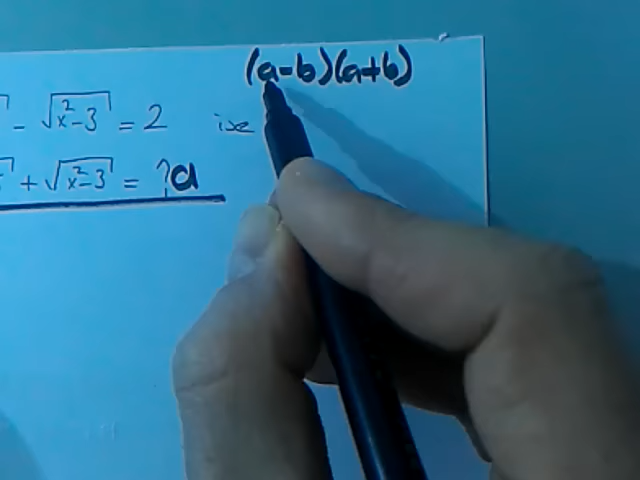 (a-b)(a+b)
- √x²-3 = 2 ise
+ √x²-3 = ? a